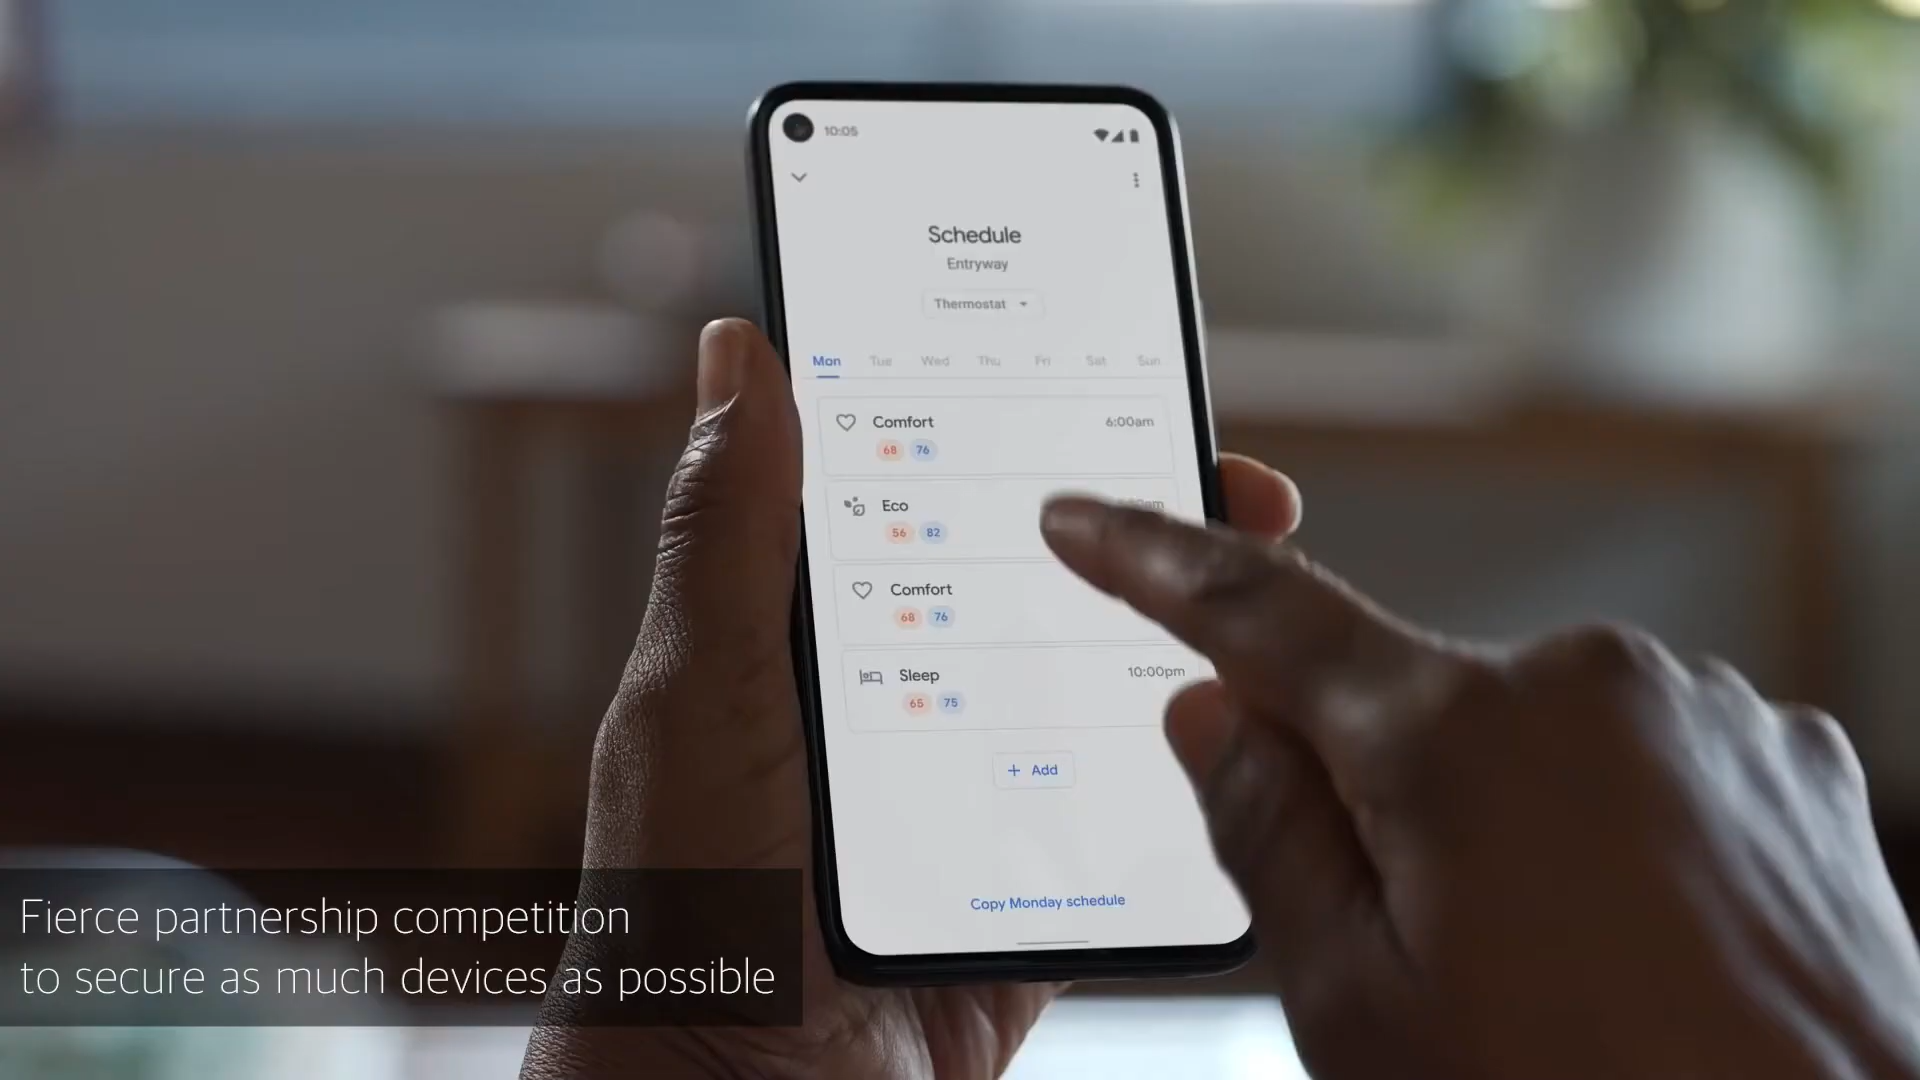 10:05
Schedule
Entryway
Thermostat
Mon Tue Wed Thu Fri Sat Sun
Comfort 6:00am
68 76
Eco
56 82
Comfort
68 76
Sleep 10:00pm
65 75
+ Add
Copy Monday schedule
Fierce partnership competition
to secure as much devices as possible